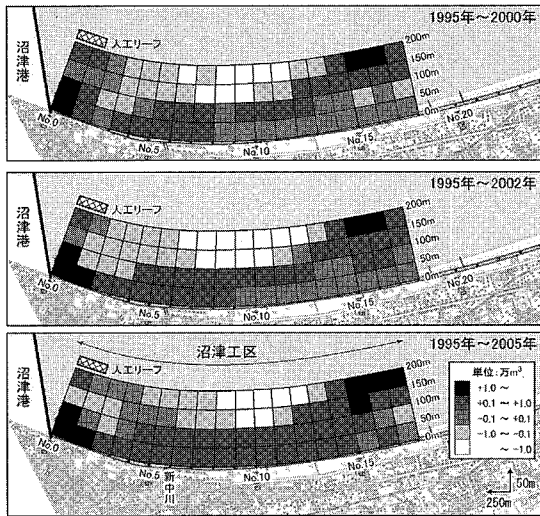 1995年～2000年
沼津港
人工リーフ
200m
150m
100m
50m
0m
No.0
No.5
No.10
No.15
No.20
1995年～2002年
沼津港
人工リーフ
200m
150m
100m
50m
0m
No.0
No.5
No.10
No.15
No.20
1995年～2005年
沼津工区
沼津港
人工リーフ
200m
150m
100m
50m
0m
No.0
No.5
新中川
No.10
No.15
単位:万m³
+1.0 ～
+0.1 ～ +1.0
-0.1 ～ +0.1
-1.0 ～ -0.1
～ -1.0
50m
250m